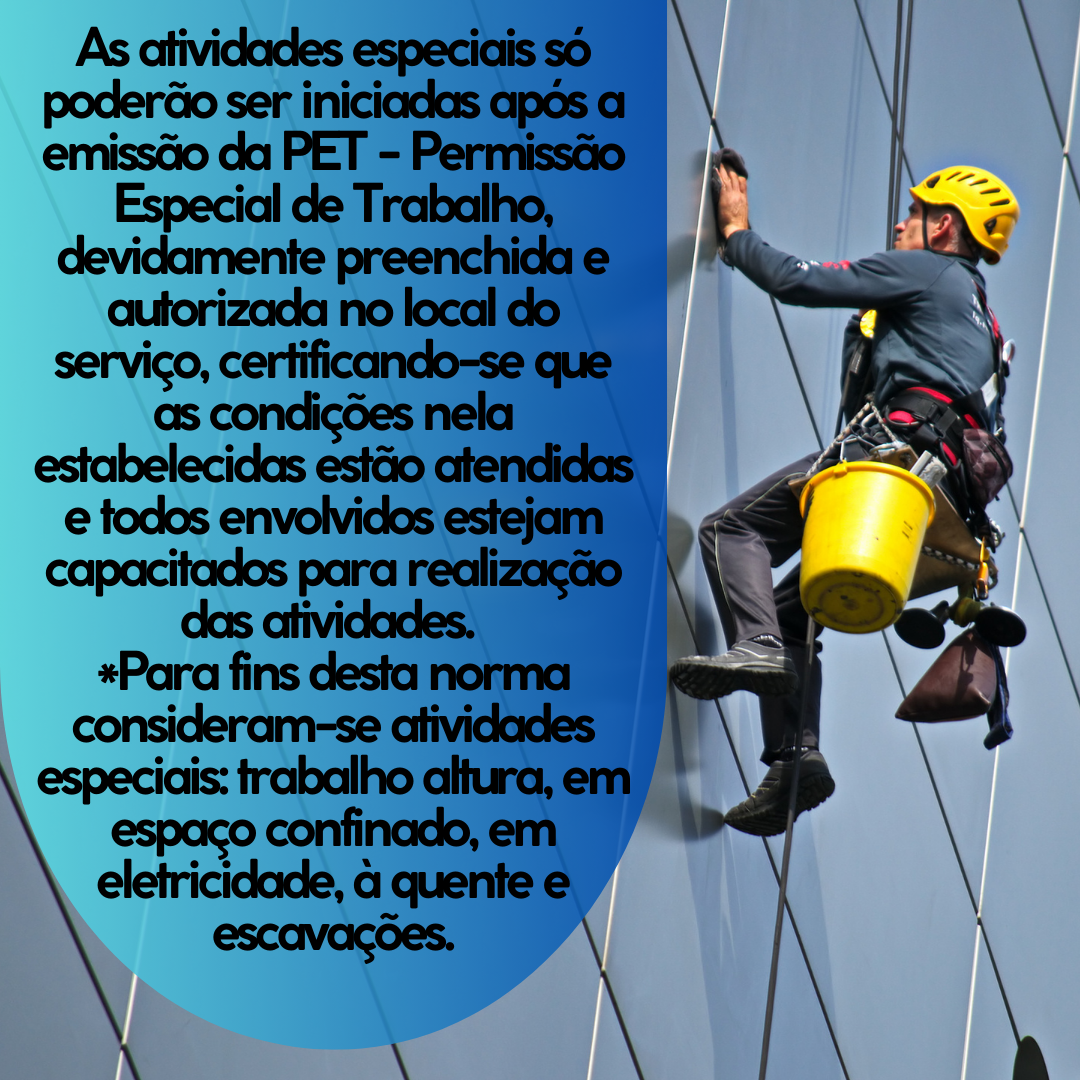 As atividades especiais só
poderão ser iniciadas após a
emissão da PET - Permissão
Especial de Trabalho,
devidamente preenchida e
autorizada no local do
serviço, certificando-se que
as condições nela
estabelecidas estão atendidas
e todos envolvidos estejam
capacitados para realização
das atividades.
*Para fins desta norma
consideram-se atividades
especiais: trabalho altura, em
espaço confinado, em
eletricidade, à quente e
escavações.